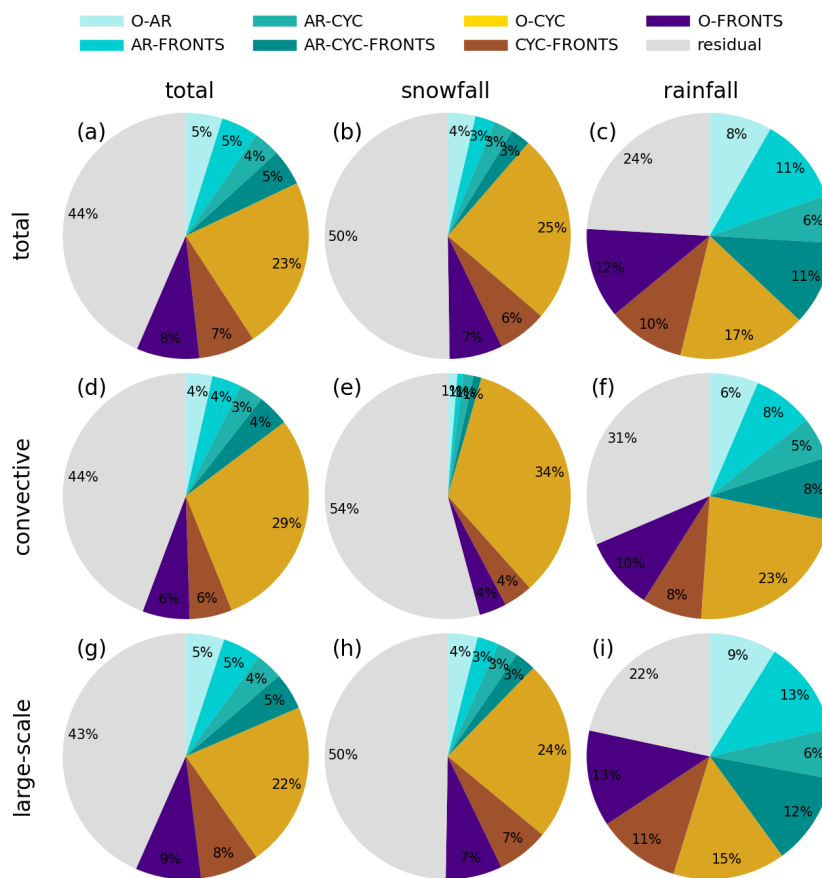 O-AR AR-CYC O-CYC O-FRONTS
AR-FRONTS AR-CYC-FRONTS CYC-FRONTS residual
total snowfall rainfall
total
(a) 5% 5% 4% 5% 23% 7% 8% 44%
(b) 4% 3% 3% 3% 25% 6% 7% 50%
(c) 8% 11% 6% 11% 17% 10% 12% 24%
convective
(d) 4% 4% 3% 4% 29% 6% 6% 44%
(e) 1% 1% 1% 1% 34% 4% 4% 54%
(f) 6% 8% 5% 8% 23% 8% 10% 31%
large-scale
(g) 5% 5% 4% 5% 22% 8% 9% 43%
(h) 4% 3% 3% 3% 24% 7% 7% 50%
(i) 9% 13% 6% 12% 15% 11% 13% 22%